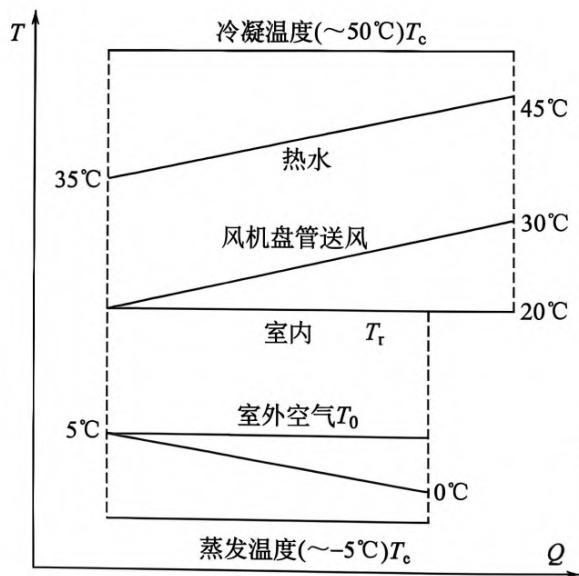 T
冷凝温度(～50℃)Tc
45℃
35℃
热水
风机盘管送风
30℃
20℃
室内 Tr
室外空气T0
5℃
0℃
蒸发温度(～-5℃)Te
Q